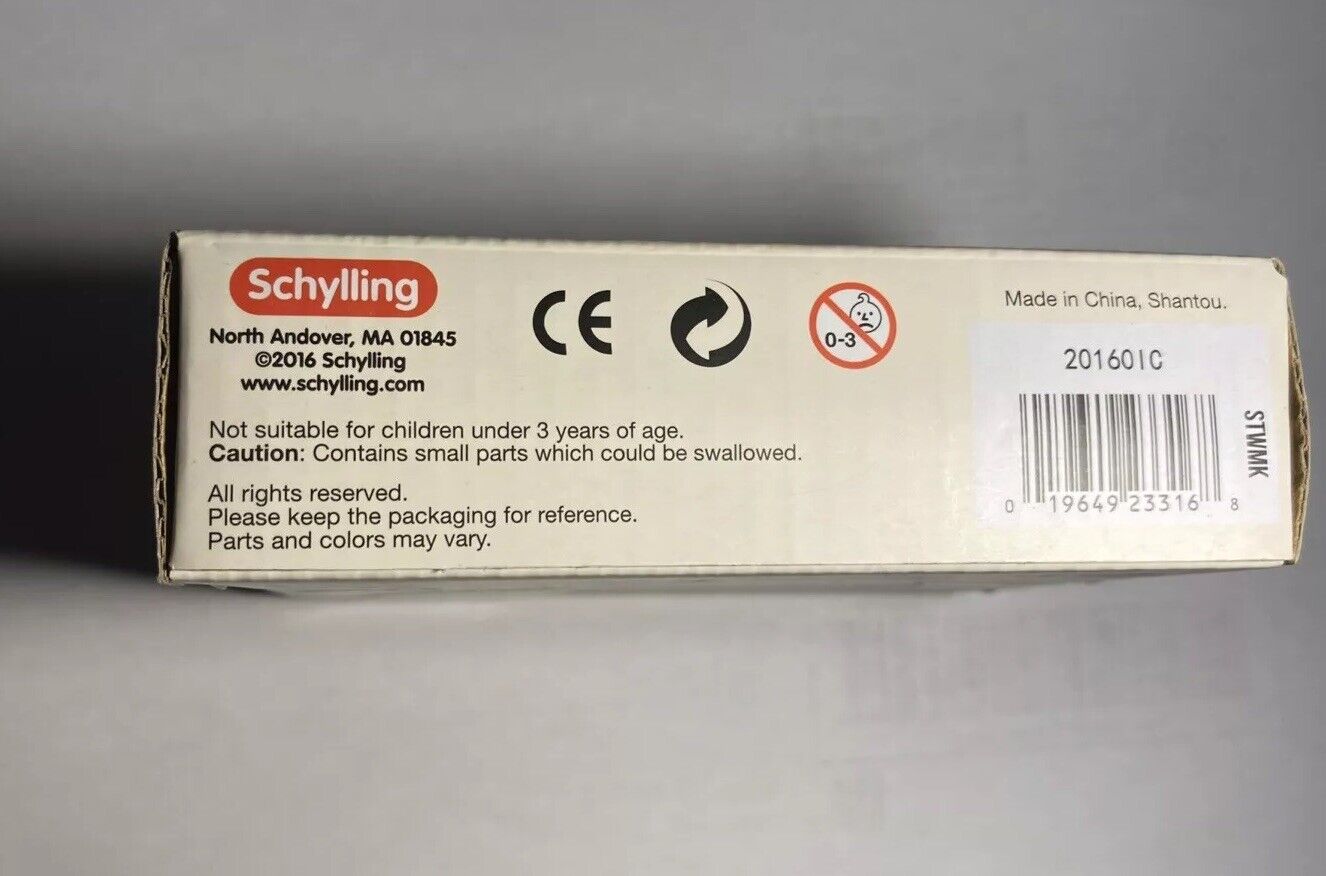 Schylling
North Andover, MA 01845
©2016 Schylling
www.schylling.com
CE
0-3
Not suitable for children under 3 years of age.
Caution: Contains small parts which could be swallowed.
All rights reserved.
Please keep the packaging for reference.
Parts and colors may vary.
Made in China, Shantou.
201601C
STWMK
0 19649 23316 8